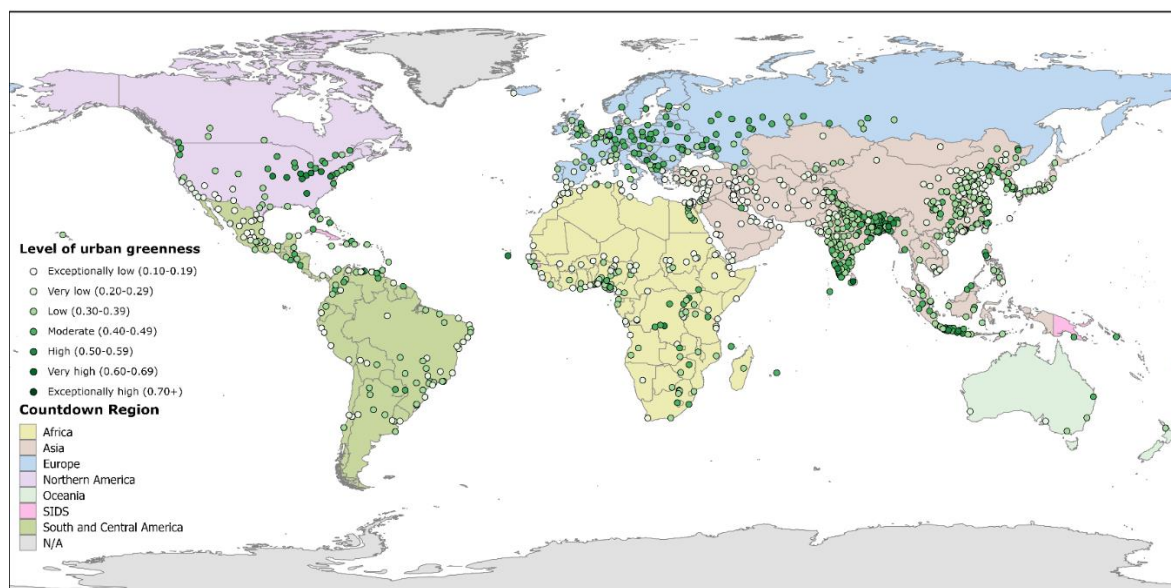 Level of urban greenness
Exceptionally low (0.10-0.19)
Very low (0.20-0.29)
Low (0.30-0.39)
Moderate (0.40-0.49)
High (0.50-0.59)
Very high (0.60-0.69)
Exceptionally high (0.70+)
Countdown Region
Africa
Asia
Europe
Northern America
Oceania
SIDS
South and Central America
N/A